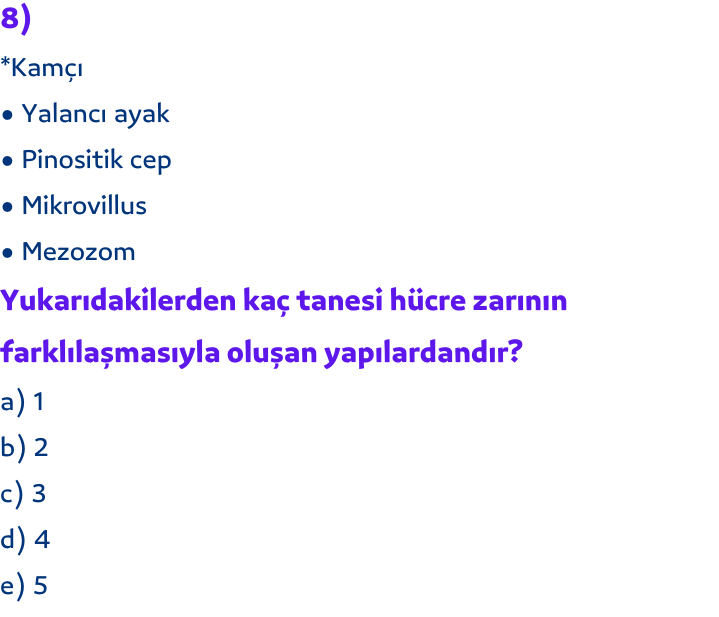 8)
*Kamçı
• Yalancı ayak
• Pinositik cep
• Mikrovillus
• Mezozom
Yukarıdakilerden kaç tanesi hücre zarının
farklılaşmasıyla oluşan yapılardandır?
a) 1
b) 2
c) 3
d) 4
e) 5